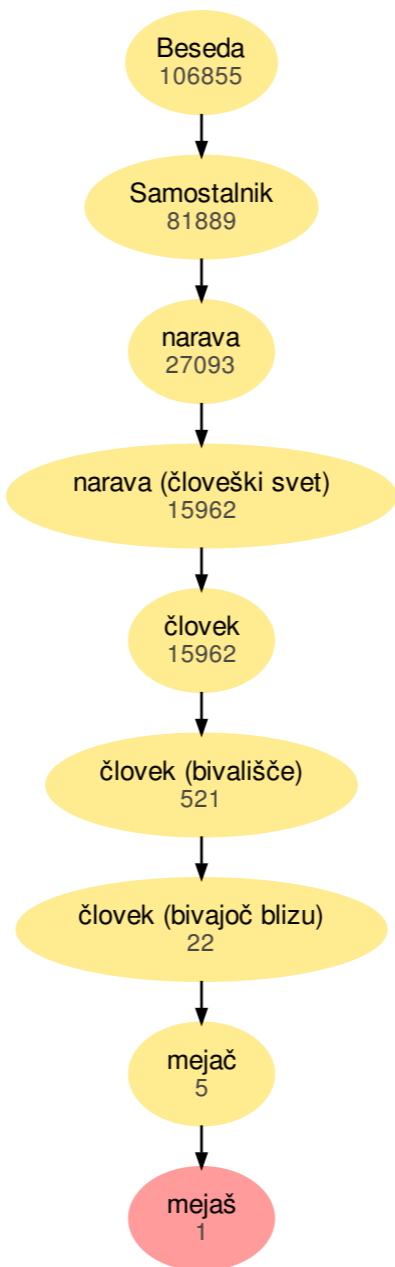 Beseda
106855
Samostalnik
81889
narava
27093
narava (človeški svet)
15962
človek
15962
človek (bivališče)
521
človek (bivajoč blizu)
22
mejač
5
mejaš
1